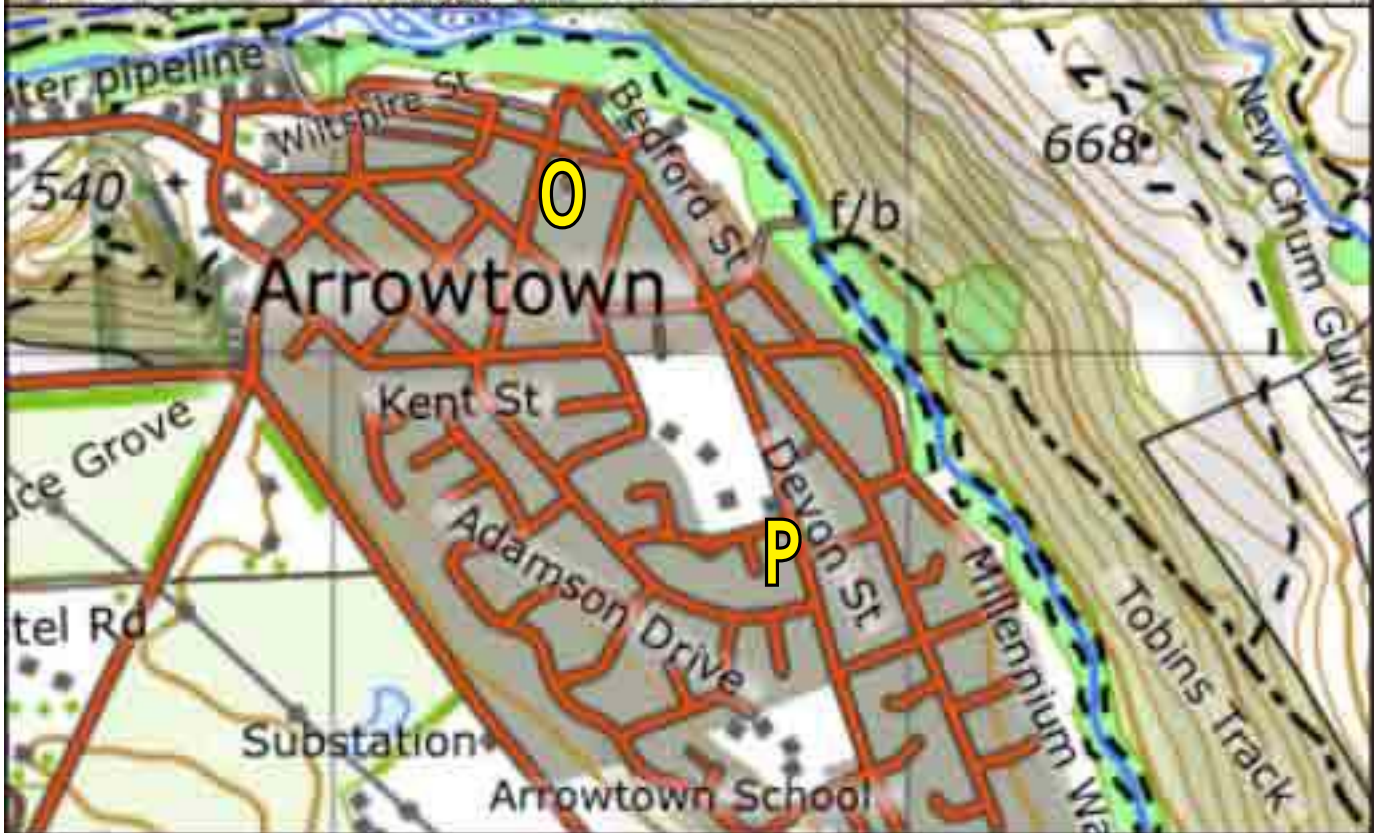 ter pipeline
Wiltshire St
Bedford St
668
New Chum Gully
540
O
f/b
Arrowtown
Kent St
ce Grove
Devon St
P
Adamson Drive
Millennium Wa
tel Rd
Tobins Track
Substation
Arrowtown School